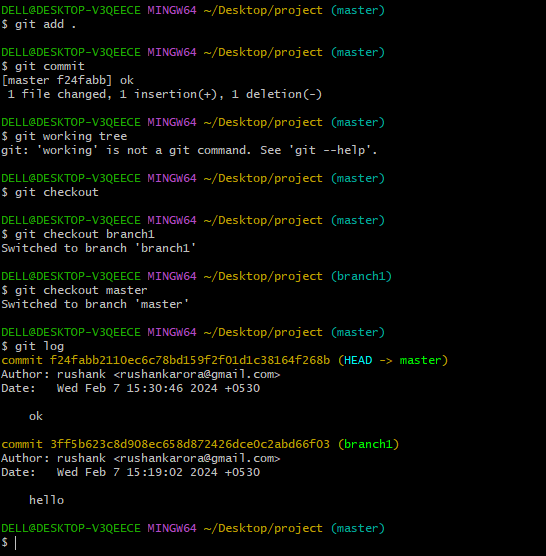 DELL@DESKTOP-V3QEECE MINGW64 ~/Desktop/project (master)
$ git add .
DELL@DESKTOP-V3QEECE MINGW64 ~/Desktop/project (master)
$ git commit
[master f24fabb] ok
 1 file changed, 1 insertion(+), 1 deletion(-)
DELL@DESKTOP-V3QEECE MINGW64 ~/Desktop/project (master)
$ git working tree
git: 'working' is not a git command. See 'git --help'.
DELL@DESKTOP-V3QEECE MINGW64 ~/Desktop/project (master)
$ git checkout
DELL@DESKTOP-V3QEECE MINGW64 ~/Desktop/project (master)
$ git checkout branch1
Switched to branch 'branch1'
DELL@DESKTOP-V3QEECE MINGW64 ~/Desktop/project (branch1)
$ git checkout master
Switched to branch 'master'
DELL@DESKTOP-V3QEECE MINGW64 ~/Desktop/project (master)
$ git log
commit f24fabb2110ec6c78bd159f2f01d1c38164f268b (HEAD -> master)
Author: rushank <rushankarora@gmail.com>
Date:   Wed Feb 7 15:30:46 2024 +0530
    ok
commit 3ff5b623c8d908ec658d872426dce0c2abd66f03 (branch1)
Author: rushank <rushankarora@gmail.com>
Date:   Wed Feb 7 15:19:02 2024 +0530
    hello
DELL@DESKTOP-V3QEECE MINGW64 ~/Desktop/project (master)
$